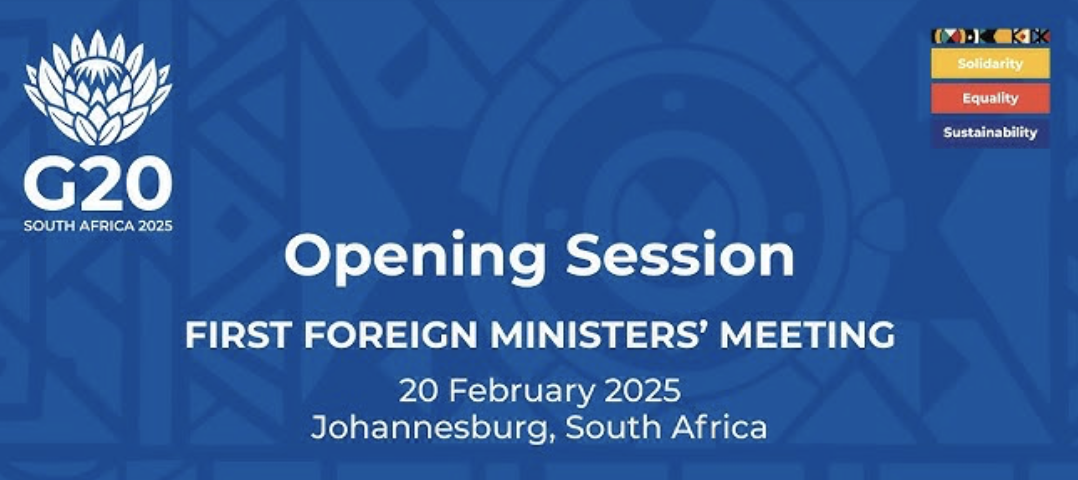 G20
SOUTH AFRICA 2025
Solidarity
Equality
Sustainability
Opening Session
FIRST FOREIGN MINISTERS’ MEETING
20 February 2025
Johannesburg, South Africa